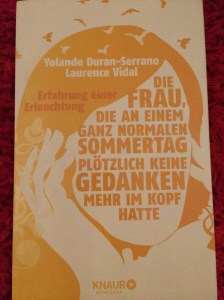 Yolande Duran-Serrano
Laurence Vidal
Erfahrung einer
Erleuchtung
DIE
FRAU,
DIE AN EINEM
GANZ NORMALEN
SOMMERTAG
PLÖTZLICH KEINE
GEDANKEN
MEHR IM KOPF
HATTE
KNAUR